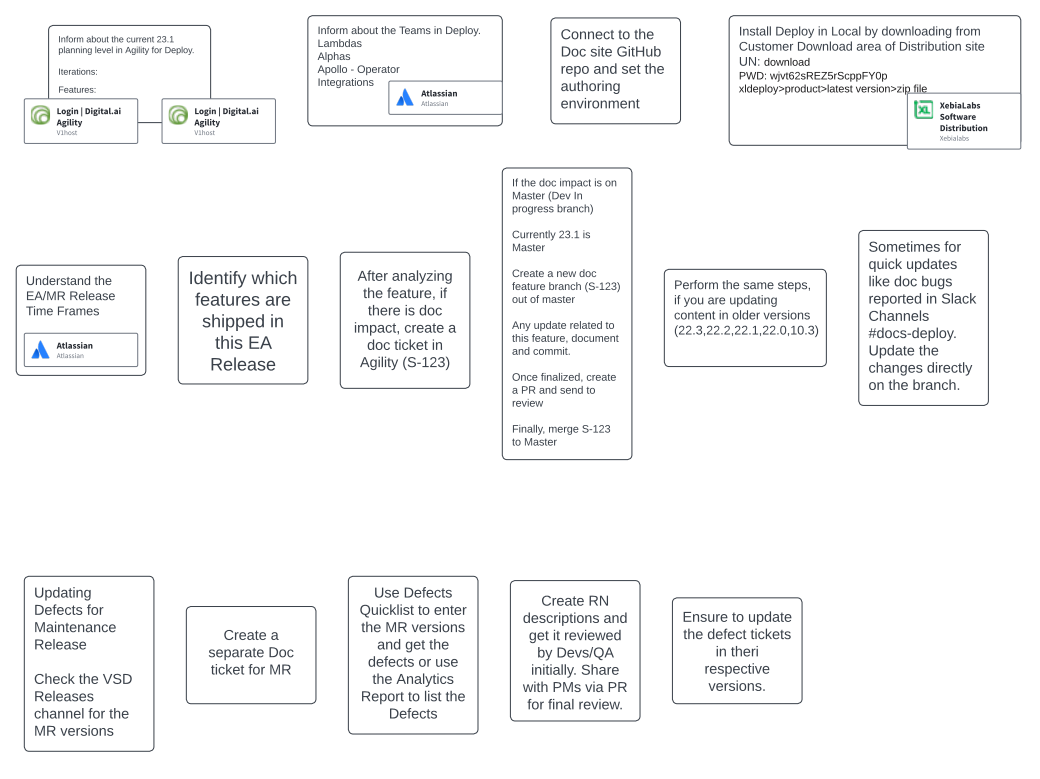 Inform about the current 23.1
planning level in Agility for Deploy.
Iterations:
Features:
Login | Digital.ai
Agility
V1host
Login | Digital.ai
Agility
V1host
Inform about the Teams in Deploy.
Lambdas
Alphas
Apollo - Operator
Integrations
Atlassian
Atlassian
Connect to the
Doc site GitHub
repo and set the
authoring
environment
Install Deploy in Local by downloading from
Customer Download area of Distribution site
UN: download
PWD: wjvt62sREZ5rScppFY0p
xldeploy>product>latest version>zip file
XebiaLabs
Software
Distribution
Xebialabs
Understand the
EA/MR Release
Time Frames
Atlassian
Atlassian
Identify which
features are
shipped in
this EA
Release
After analyzing
the feature, if
there is doc
impact, create a
doc ticket in
Agility (S-123)
If the doc impact is on
Master (Dev In
progress branch)
Currently 23.1 is
Master
Create a new doc
feature branch (S-123)
out of master
Any update related to
this feature, document
and commit.
Once finalized, create
a PR and send to
review
Finally, merge S-123
to Master
Perform the same steps,
if you are updating
content in older versions
(22.3,22.2,22.1,22.0,10.3)
Sometimes for
quick updates
like doc bugs
reported in Slack
Channels
#docs-deploy.
Update the
changes directly
on the branch.
Updating
Defects for
Maintenance
Release
Check the VSD
Releases
channel for the
MR versions
Create a
separate Doc
ticket for MR
Use Defects
Quicklist to enter
the MR versions
and get the
defects or use
the Analytics
Report to list the
Defects
Create RN
descriptions and
get it reviewed
by Devs/QA
initially. Share
with PMs via PR
for final review.
Ensure to update
the defect tickets
in theri
respective
versions.